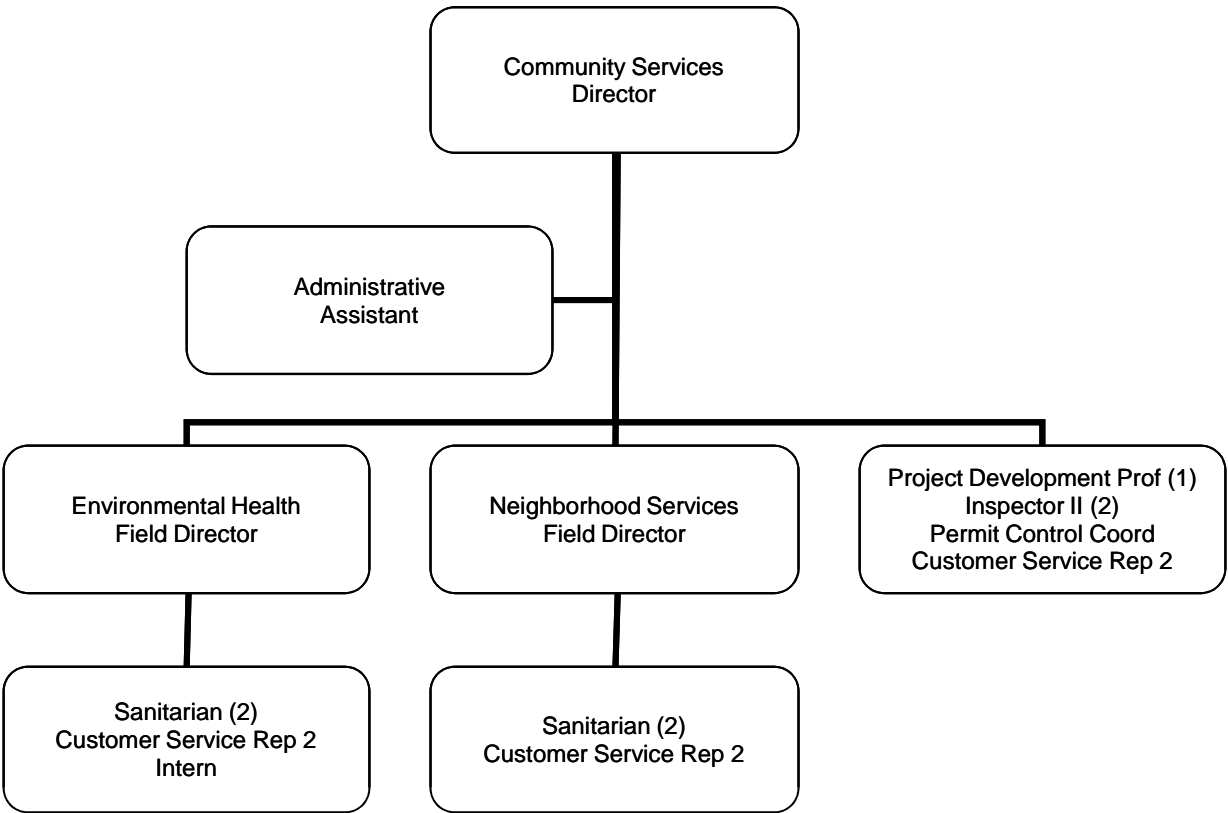 Community Services
Director
Administrative
Assistant
Environmental Health
Field Director
Neighborhood Services
Field Director
Project Development Prof (1)
Inspector II (2)
Permit Control Coord
Customer Service Rep 2
Sanitarian (2)
Customer Service Rep 2
Intern
Sanitarian (2)
Customer Service Rep 2